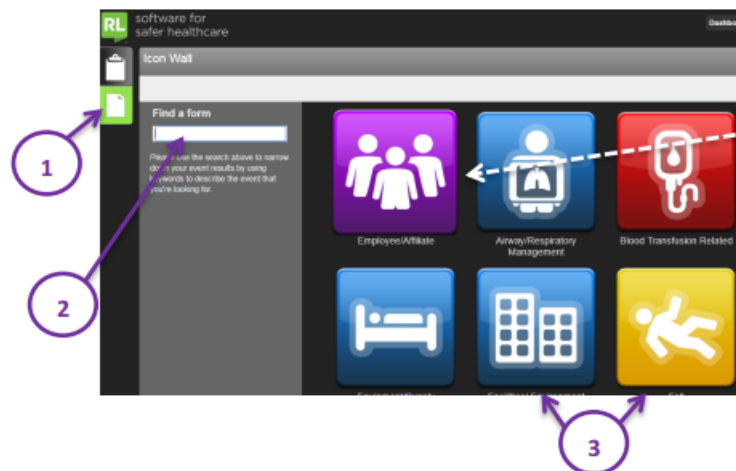 RL
software for
safer healthcare
Dashbo
Icon Wall
Find a form
Please use the search above to narrow
down your event results by using
keywords to describe the event that
you're looking for.
1
2
Employee/Affiliate
Airway/Respiratory
Management
Blood Transfusion Related
3